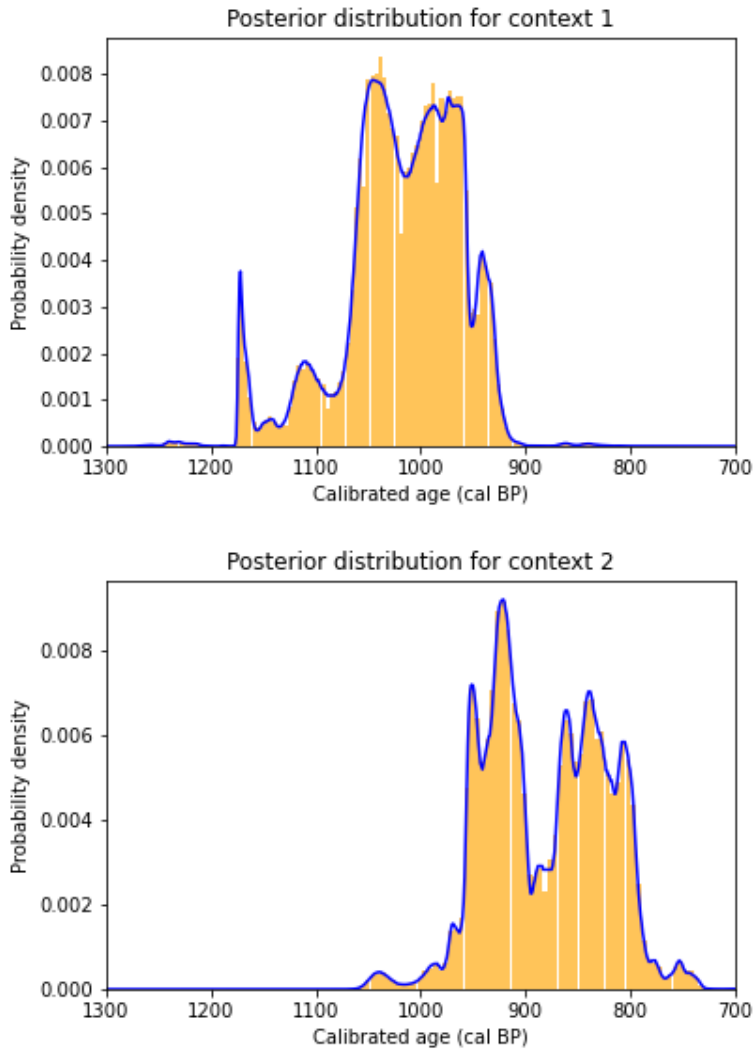 Posterior distribution for context 1
Probability density
0.008
0.007
0.006
0.005
0.004
0.003
0.002
0.001
0.000
1300 1200 1100 1000 900 800 700
Calibrated age (cal BP)
Posterior distribution for context 2
Probability density
0.008
0.006
0.004
0.002
0.000
1300 1200 1100 1000 900 800 700
Calibrated age (cal BP)